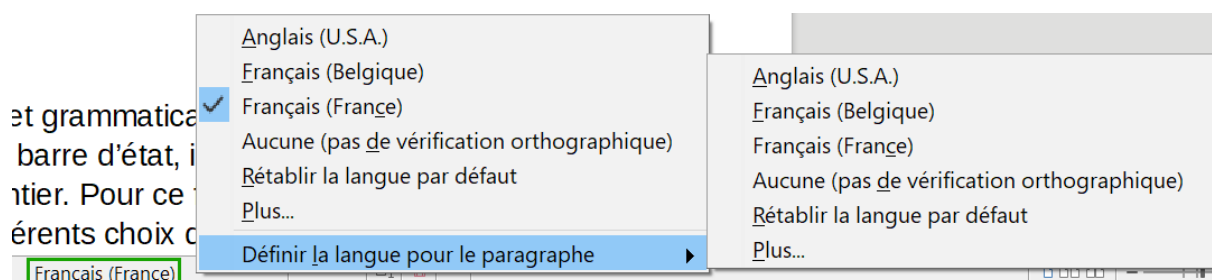 et grammatica
barre d’état, i
ntier. Pour ce
érents choix
Français (France)
Anglais (U.S.A.)
Français (Belgique)
Français (France)
Aucune (pas de vérification orthographique)
Rétablir la langue par défaut
Plus...
Définir la langue pour le paragraphe
Anglais (U.S.A.)
Français (Belgique)
Français (France)
Aucune (pas de vérification orthographique)
Rétablir la langue par défaut
Plus...